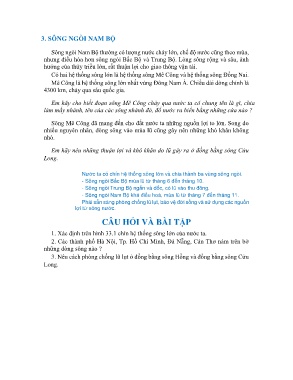 3. SÔNG NGÒI NAM BỘ
Sông ngòi Nam Bộ thường có lượng nước chảy lớn, chế độ nước cũng theo mùa,
nhưng điều hòa hơn sông ngòi Bắc Bộ và Trung Bộ. Lòng sông rộng và sâu, ảnh
hưởng của thủy triều lớn, rất thuận lợi cho giao thông vận tải.
Có hai hệ thống sông lớn là hệ thống sông Mê Công và hệ thống sông Đồng Nai.
Mê Công là hệ thống sông lớn nhất vùng Đông Nam Á. Chiều dài dòng chính là
4300 km, chảy qua sáu quốc gia.
Em hãy cho biết đoạn sông Mê Công chảy qua nước ta có chung tên là gì, chia
làm mấy nhánh, tên của các sông nhánh đó, đổ nước ra biển bằng những cửa nào ?
Sông Mê Công đã mang đến cho đất nước ta những nguồn lợi to lớn. Song do
nhiều nguyên nhân, dòng sông vào mùa lũ cũng gây nên những khó khăn không
nhỏ.
Em hãy nêu những thuận lợi và khó khăn do lũ gây ra ở đồng bằng sông Cửu
Long.
Nước ta có chín hệ thống sông lớn và chia thành ba vùng sông ngòi.
- Sông ngòi Bắc Bộ mùa lũ từ tháng 6 đến tháng 10.
- Sông ngòi Trung Bộ ngắn và dốc, có lũ vào thu đông.
- Sông ngòi Nam Bộ khá điều hoà, mùa lũ từ tháng 7 đến tháng 11.
Phải sẵn sàng phòng chống lũ lụt, bảo vệ đời sống và sử dụng các nguồn
lợi từ sông nước.
CÂU HỎI VÀ BÀI TẬP
1. Xác định trên hình 33.1 chín hệ thống sông lớn của nước ta.
2. Các thành phố Hà Nội, Tp. Hồ Chí Minh, Đà Nẵng, Cần Thơ nằm trên bờ
những dòng sông nào ?
3. Nêu cách phòng chống lũ lụt ở đồng bằng sông Hồng và đồng bằng sông Cửu
Long.